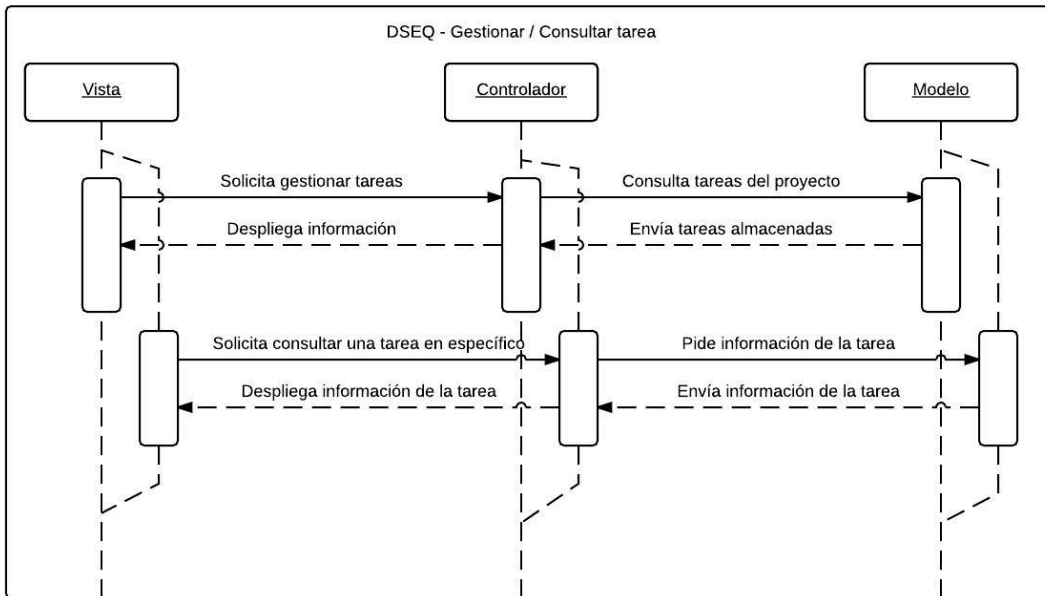 DSEQ - Gestionar / Consultar tarea
Vista
Controlador
Modelo
Solicita gestionar tareas
Consulta tareas del proyecto
Despliega información
Envía tareas almacenadas
Solicita consultar una tarea en específico
Pide información de la tarea
Despliega información de la tarea
Envía información de la tarea